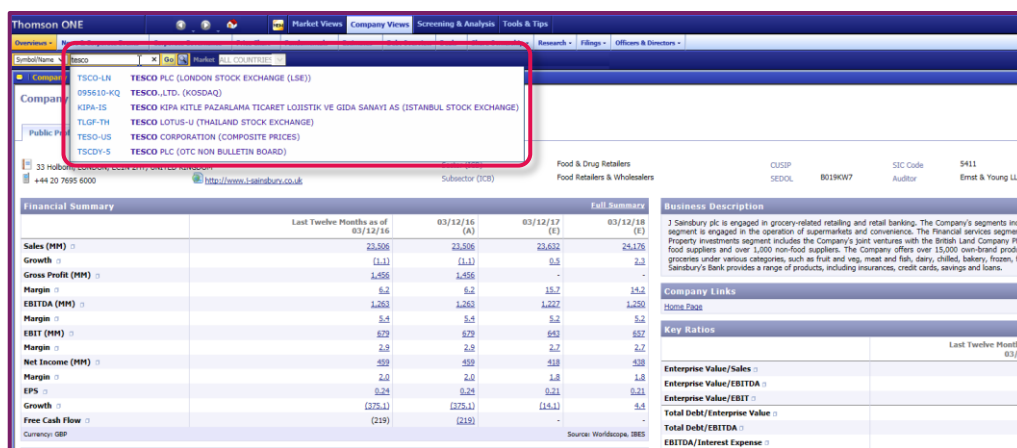 Thomson ONE
Market Views Company Views Screening & Analysis Tools & Tips
Overviews Research Filings Officers & Directors
Symbol/Name tesco Go Market ALL COUNTRIES
Company
TSCO-LN TESCO PLC (LONDON STOCK EXCHANGE (LSE))
095610-KQ TESCO.,LTD. (KOSDAQ)
KIPA-IS TESCO KIPA KITLE PAZARLAMA TICARET LOJISTIK VE GIDA SANAYI AS (ISTANBUL STOCK EXCHANGE)
TLGF-TH TESCO LOTUS-U (THAILAND STOCK EXCHANGE)
TESO-US TESCO CORPORATION (COMPOSITE PRICES)
TSCDY-5 TESCO PLC (OTC NON BULLETIN BOARD)
Company
Public
33 Holborn, LONDON, UNITED KINGDOM Food & Drug Retailers CUSIP SIC Code 5411
+44 20 7695 6000 http://www.j-sainsbury.co.uk Subsector (ICB) Food Retailers & Wholesalers SEDOL B019KW7 Auditor Ernst & Young LL
Financial Summary Full Summary
Last Twelve Months as of 03/12/16 03/12/16 (A) 03/12/17 (E) 03/12/18 (E)
Sales (MM) 23,506 23,506 23,632 24,176
Growth (1.1) (1.1) 0.5 2.3
Gross Profit (MM) 1,456 1,456 - -
Margin 6.2 6.2 15.7 14.2
EBITDA (MM) 1,263 1,263 1,227 1,250
Margin 5.4 5.4 5.2 5.2
EBIT (MM) 679 679 643 657
Margin 2.9 2.9 2.7 2.7
Net Income (MM) 459 459 418 438
Margin 2.0 2.0 1.8 1.8
EPS 0.24 0.24 0.21 0.21
Growth (375.1) (375.1) (14.1) 4.4
Free Cash Flow (219) (219) - -
Currency: GBP Source: Worldscope, IBES
Business Description
J Sainsbury plc is engaged in grocery-related retailing and retail banking. The Company's segments inc
segment is engaged in the operation of supermarkets and convenience. The Financial services segmen
Property investments segment includes the Company's joint ventures with the British Land Company P
food suppliers and over 1,000 non-food suppliers. The Company offers over 15,000 own-brand produ
groceries under various categories, such as fruit and veg, meat and fish, dairy, chilled, bakery, frozen,
Sainsbury's Bank provides a range of products, including insurances, credit cards, savings and loans.
Company Links
Home Page
Key Ratios
Last Twelve Month
03/
Enterprise Value/Sales
Enterprise Value/EBITDA
Enterprise Value/EBIT
Total Debt/Enterprise Value
Total Debt/EBITDA
EBITDA/Interest Expense